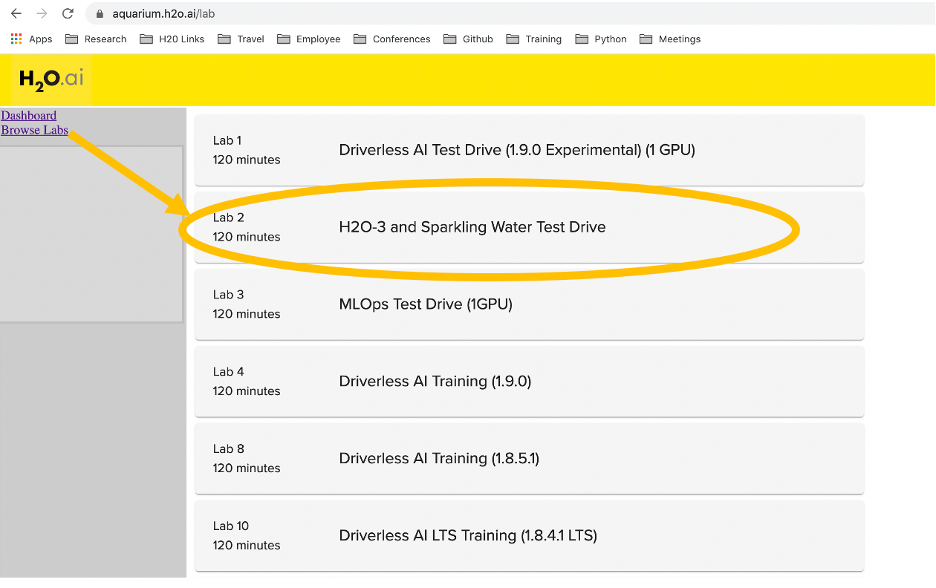 aquarium.h2o.ai/lab
Apps Research H20 Links Travel Employee Conferences Github Training Python Meetings
H2O.ai
Dashboard
Browse Labs
Lab 1
120 minutes
Driverless AI Test Drive (1.9.0 Experimental) (1 GPU)
Lab 2
120 minutes
H2O-3 and Sparkling Water Test Drive
Lab 3
120 minutes
MLOps Test Drive (1GPU)
Lab 4
120 minutes
Driverless AI Training (1.9.0)
Lab 8
120 minutes
Driverless AI Training (1.8.5.1)
Lab 10
120 minutes
Driverless AI LTS Training (1.8.4.1 LTS)